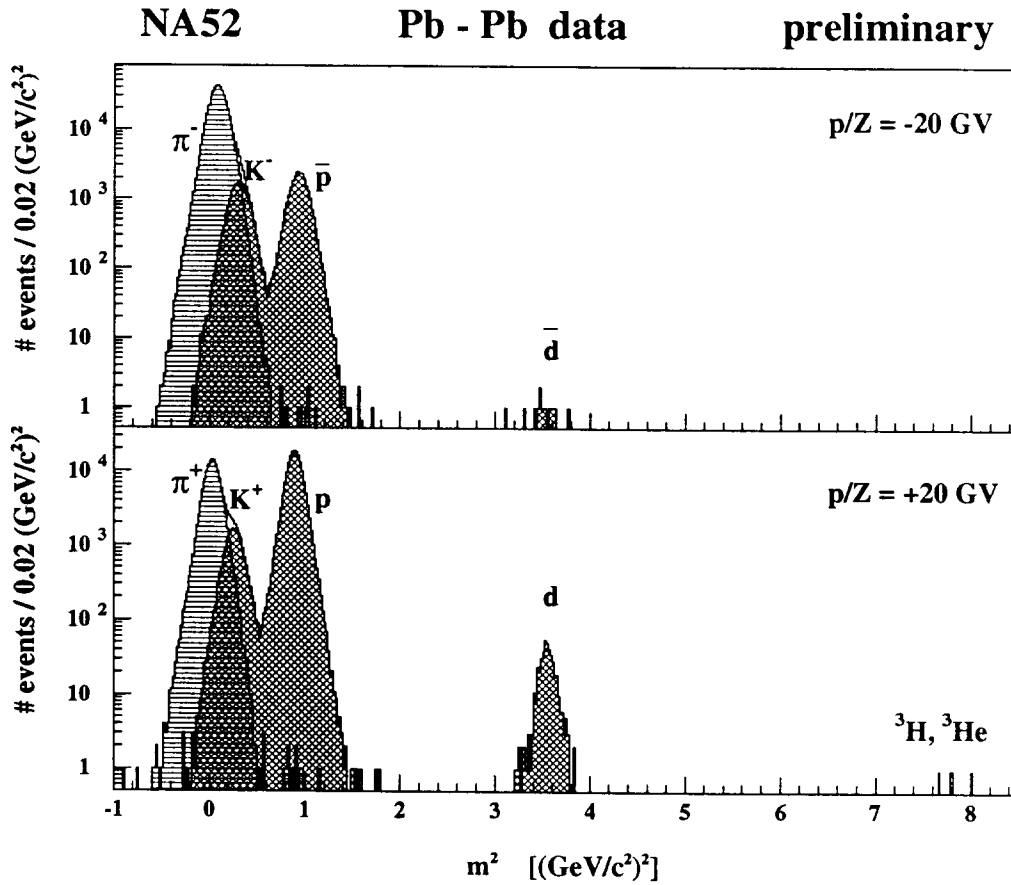 NA52 Pb - Pb data preliminary
# events / 0.02 (GeV/c²)²
10⁴
10³
10²
10
1
π⁻
K⁻
p̅
d̅
p/Z = -20 GV
# events / 0.02 (GeV/c²)²
10⁴
10³
10²
10
1
π⁺
K⁺
p
d
p/Z = +20 GV
³H, ³He
-1 0 1 2 3 4 5 6 7 8
m² [(GeV/c²)²]